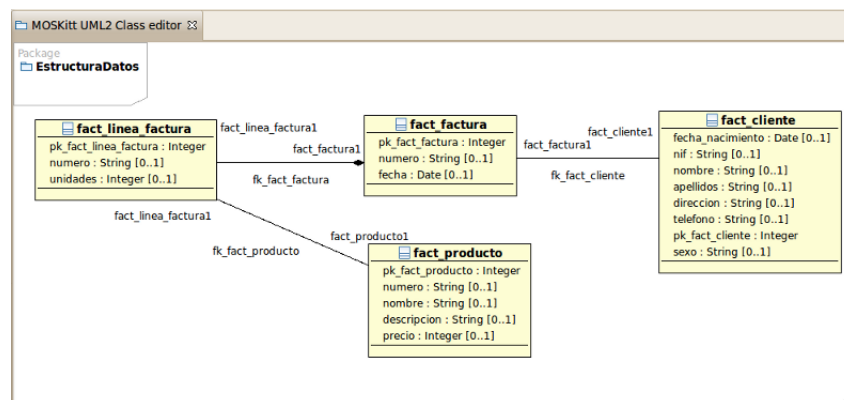 MOSKitt UML2 Class editor
Package
EstructuraDatos
fact_linea_factura
pk_fact_linea_factura : Integer
numero : String [0..1]
unidades : Integer [0..1]
fact_linea_factura1
fact_factura1
fk_fact_factura
fact_factura
pk_fact_factura : Integer
numero : String [0..1]
fecha : Date [0..1]
fact_cliente1
fact_factura1
fk_fact_cliente
fact_cliente
fecha_nacimiento : Date [0..1]
nif : String [0..1]
nombre : String [0..1]
apellidos : String [0..1]
direccion : String [0..1]
telefono : String [0..1]
pk_fact_cliente : Integer
sexo : String [0..1]
fact_linea_factura1
fact_producto1
fk_fact_producto
fact_producto
pk_fact_producto : Integer
numero : String [0..1]
nombre : String [0..1]
descripcion : String [0..1]
precio : Integer [0..1]